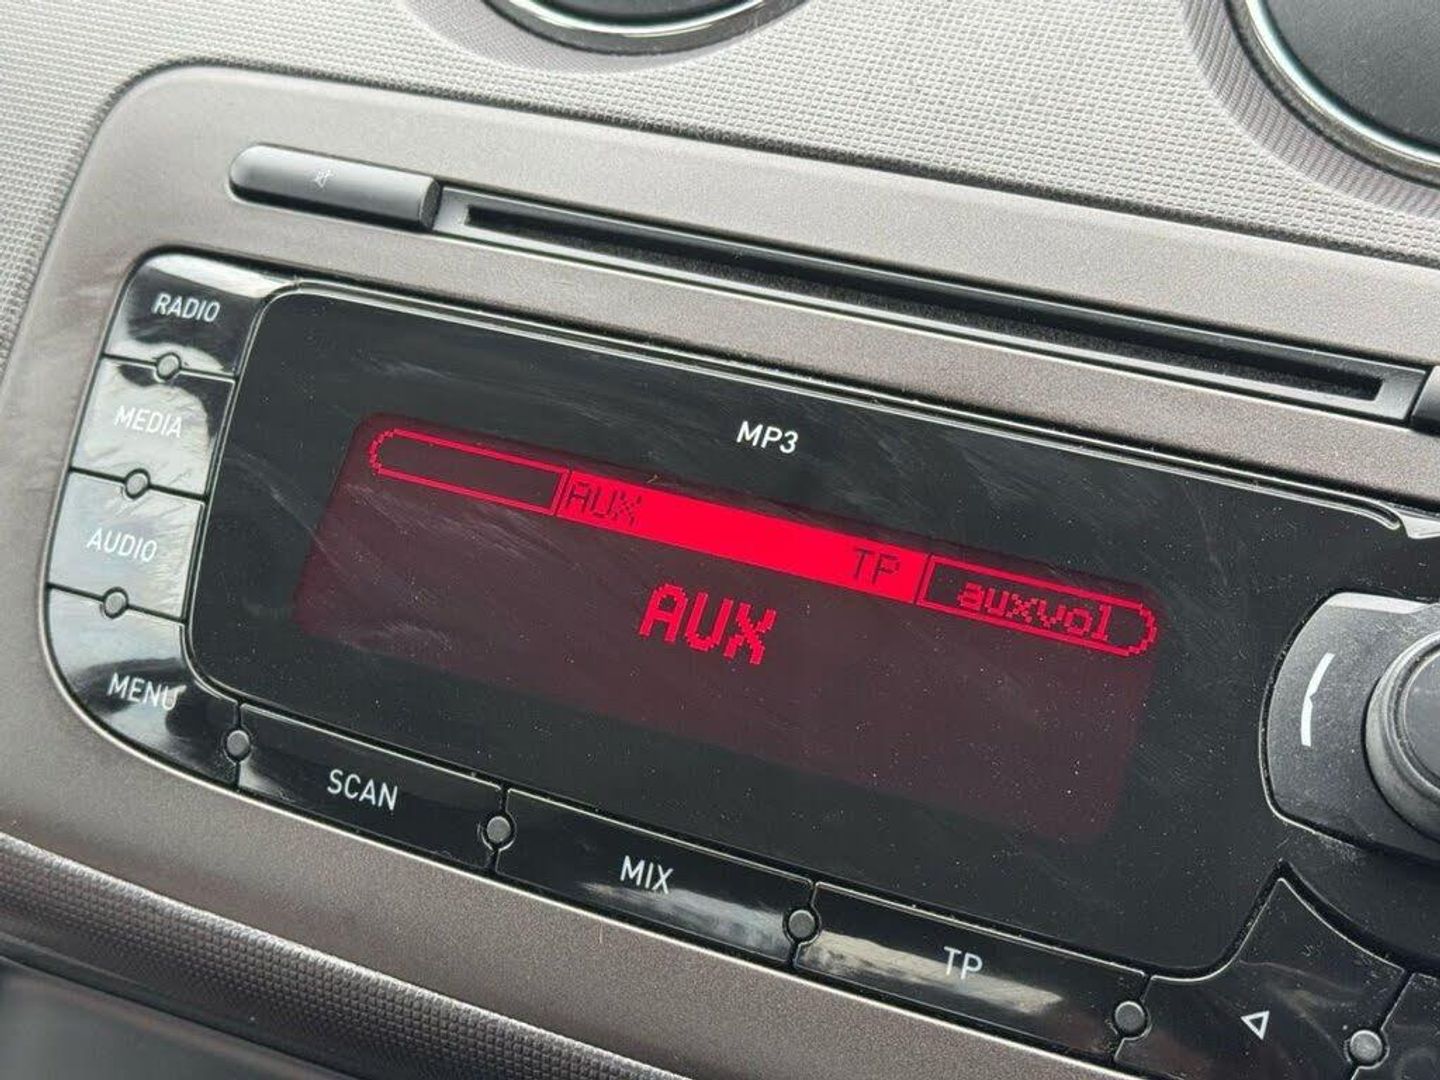 RADIO
MP3
MEDIA
AUX TP auxvol
AUX
AUDIO
MENU
SCAN
MIX
TP